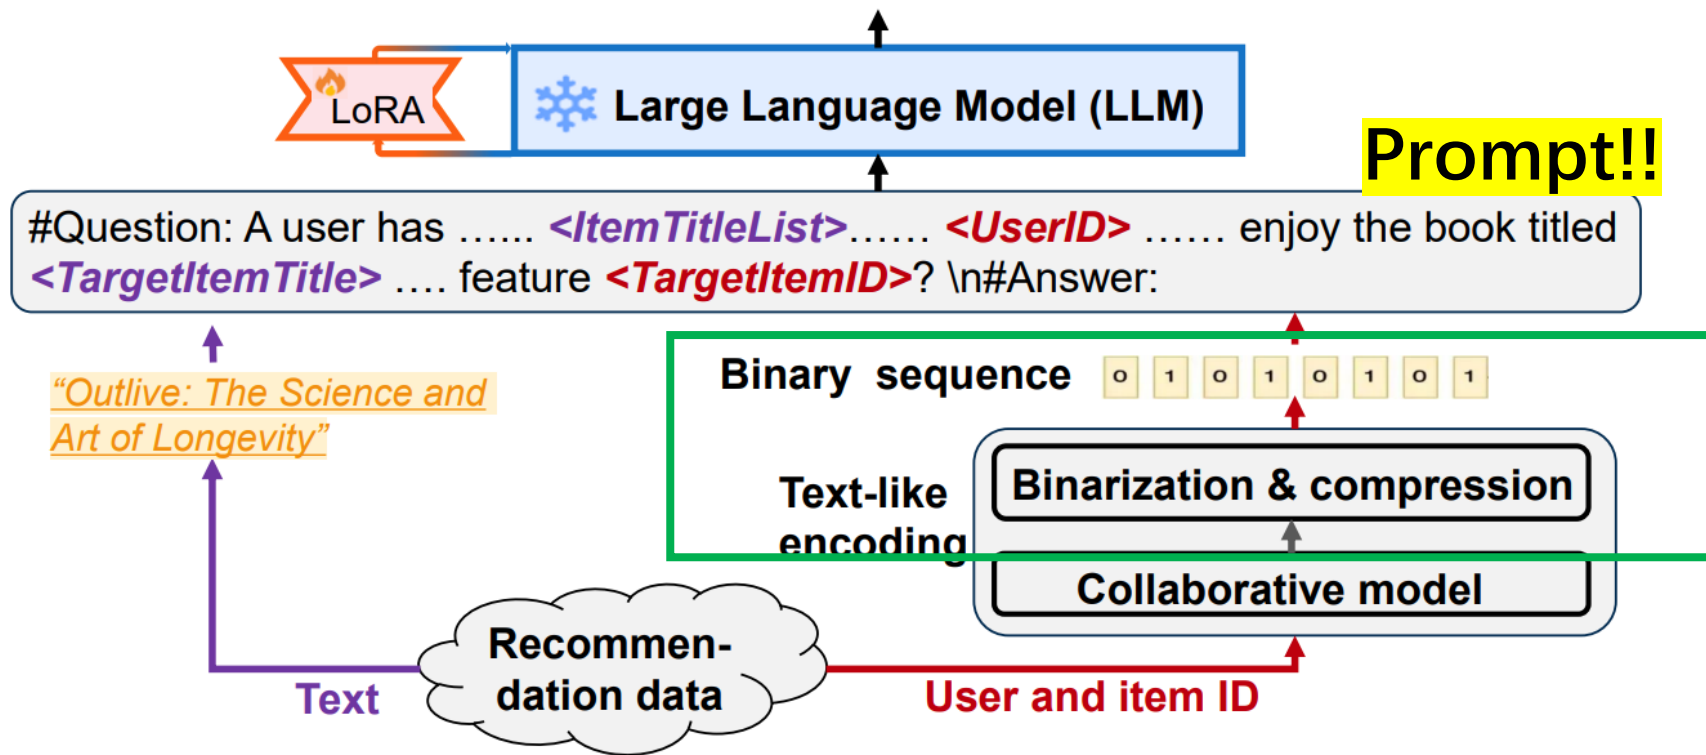 LoRA
Large Language Model (LLM)
Prompt!!
#Question: A user has …... <ItemTitleList>…… <UserID> …… enjoy the book titled
<TargetItemTitle> …. feature <TargetItemID>? \n#Answer:
“Outlive: The Science and
Art of Longevity”
Binary sequence 0 1 0 1 0 1 0 1
Text-like
encoding
Binarization & compression
Collaborative model
Recommen-
dation data
Text
User and item ID